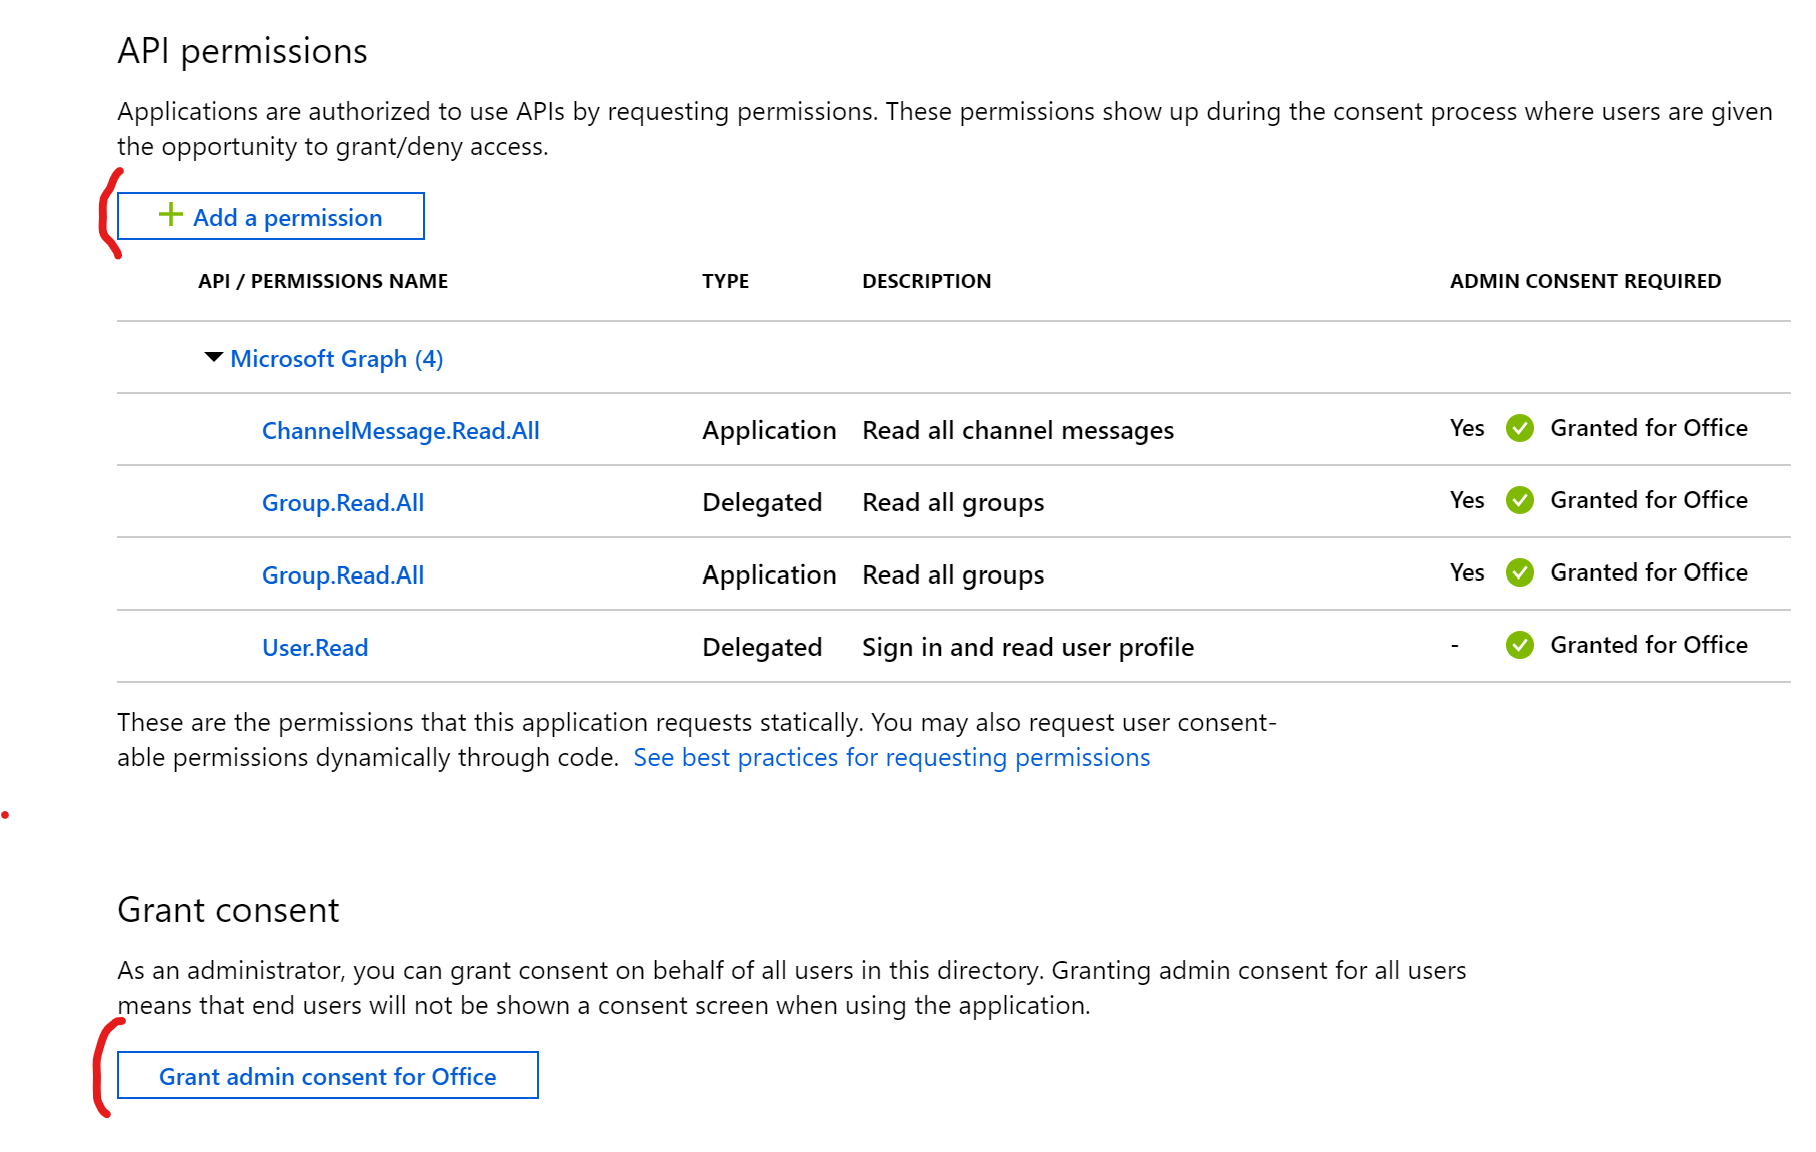 API permissions
Applications are authorized to use APIs by requesting permissions. These permissions show up during the consent process where users are given
the opportunity to grant/deny access.
Add a permission
API / PERMISSIONS NAME TYPE DESCRIPTION ADMIN CONSENT REQUIRED
Microsoft Graph (4)
ChannelMessage.Read.All Application Read all channel messages Yes Granted for Office
Group.Read.All Delegated Read all groups Yes Granted for Office
Group.Read.All Application Read all groups Yes Granted for Office
User.Read Delegated Sign in and read user profile - Granted for Office
These are the permissions that this application requests statically. You may also request user consent-
able permissions dynamically through code. See best practices for requesting permissions
Grant consent
As an administrator, you can grant consent on behalf of all users in this directory. Granting admin consent for all users
means that end users will not be shown a consent screen when using the application.
Grant admin consent for Office